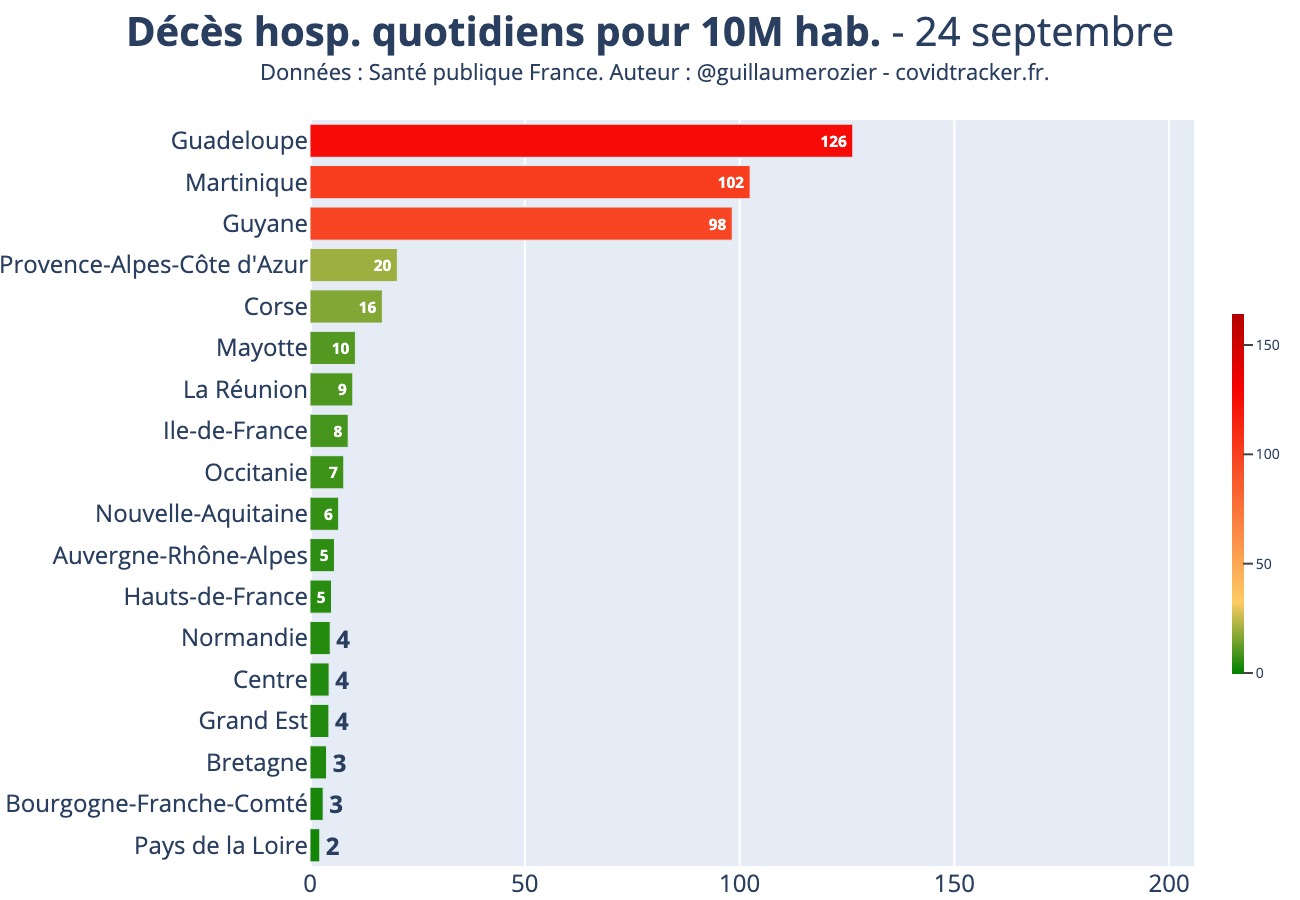 Décès hosp. quotidiens pour 10M hab. - 24 septembre
Données : Santé publique France. Auteur : @guillaumerozier - covidtracker.fr.
Guadeloupe 126
Martinique 102
Guyane 98
Provence-Alpes-Côte d'Azur 20
Corse 16
Mayotte 10
La Réunion 9
Ile-de-France 8
Occitanie 7
Nouvelle-Aquitaine 6
Auvergne-Rhône-Alpes 5
Hauts-de-France 5
Normandie 4
Centre 4
Grand Est 4
Bretagne 3
Bourgogne-Franche-Comté 3
Pays de la Loire 2
0 50 100 150 200
150
100
50
0